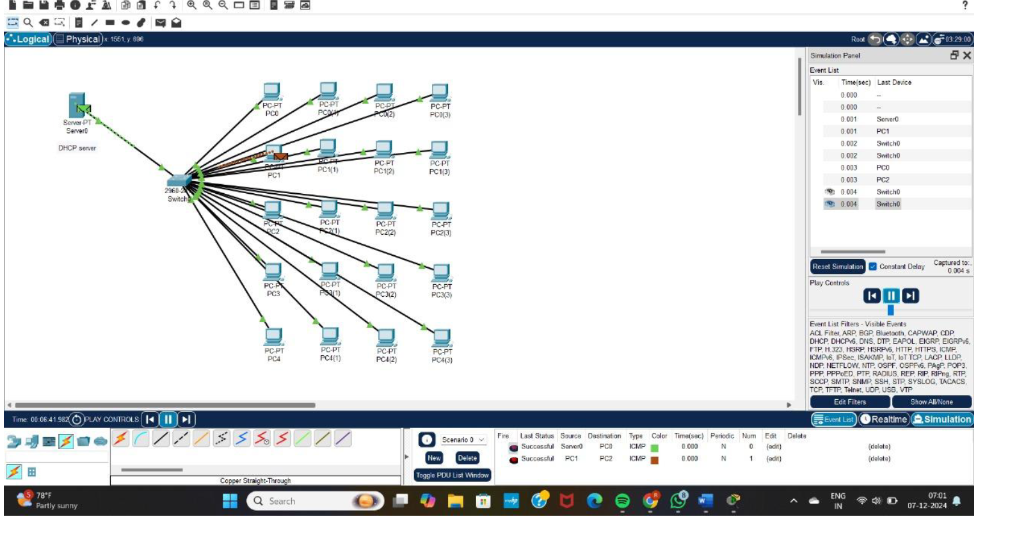 ?
Logical Physical x 1551, y 896 Root 03:29:00
Simulation Panel
Event List
Vis. Time(sec) Last Device
0.000 --
0.000 --
0.001 Server0
0.001 PC1
0.002 Switch0
0.002 Switch0
0.003 PC0
0.003 PC2
0.004 Switch0
0.004 Switch0
Reset Simulation Constant Delay Captured to:
0.004 s
Play Controls
Event List Filters - Visible Events
ACL Filter, ARP, BGP, Bluetooth, CAPWAP, CDP,
DHCP, DHCPv6, DNS, DTP, EAPOL, EIGRP, EIGRPv6,
FTP, H.323, HSRP, HSRPv6, HTTP, HTTPS, ICMP,
ICMPv6, IPSec, ISAKMP, IoT, IoT TCP, LACP, LLDP,
NDP, NETFLOW, NTP, OSPF, OSPFv6, PAgP, POP3,
PPP, PPPoED, PTP, RADIUS, REP, RIP, RIPng, RTP,
SCCP, SMTP, SNMP, SSH, STP, SYSLOG, TACACS,
TCP, TFTP, Telnet, UDP, USB, VTP
Edit Filters Show All/None
Event List Realtime Simulation
Server-PT
Server0
DHCP server
Switch
PC-PT
PC0
PC-PT
PC-PT
PC0(2)
PC-PT
PC0(3)
PC1
PC-PT
PC1(1)
PC-PT
PC1(2)
PC-PT
PC1(3)
PC-PT
PC2
PC-PT
PC2(1)
PC-PT
PC2(2)
PC-PT
PC2(3)
PC-PT
PC3
PC-PT
PC3(1)
PC-PT
PC3(2)
PC-PT
PC3(3)
PC-PT
PC4
PC-PT
PC4(1)
PC-PT
PC4(2)
PC-PT
PC4(3)
Time: 00:06:41.982 PLAY CONTROLS
Copper Straight-Through
Scenario 0
New Delete
Toggle PDU List Window
Fire Last Status Source Destination Type Color Time(sec) Periodic Num Edit Delete
Successful Server0 PC0 ICMP 0.000 N 0 (edit) (delete)
Successful PC1 PC2 ICMP 0.000 N 1 (edit) (delete)
78°F
Partly sunny
Search
ENG
IN
07:01
07-12-2024